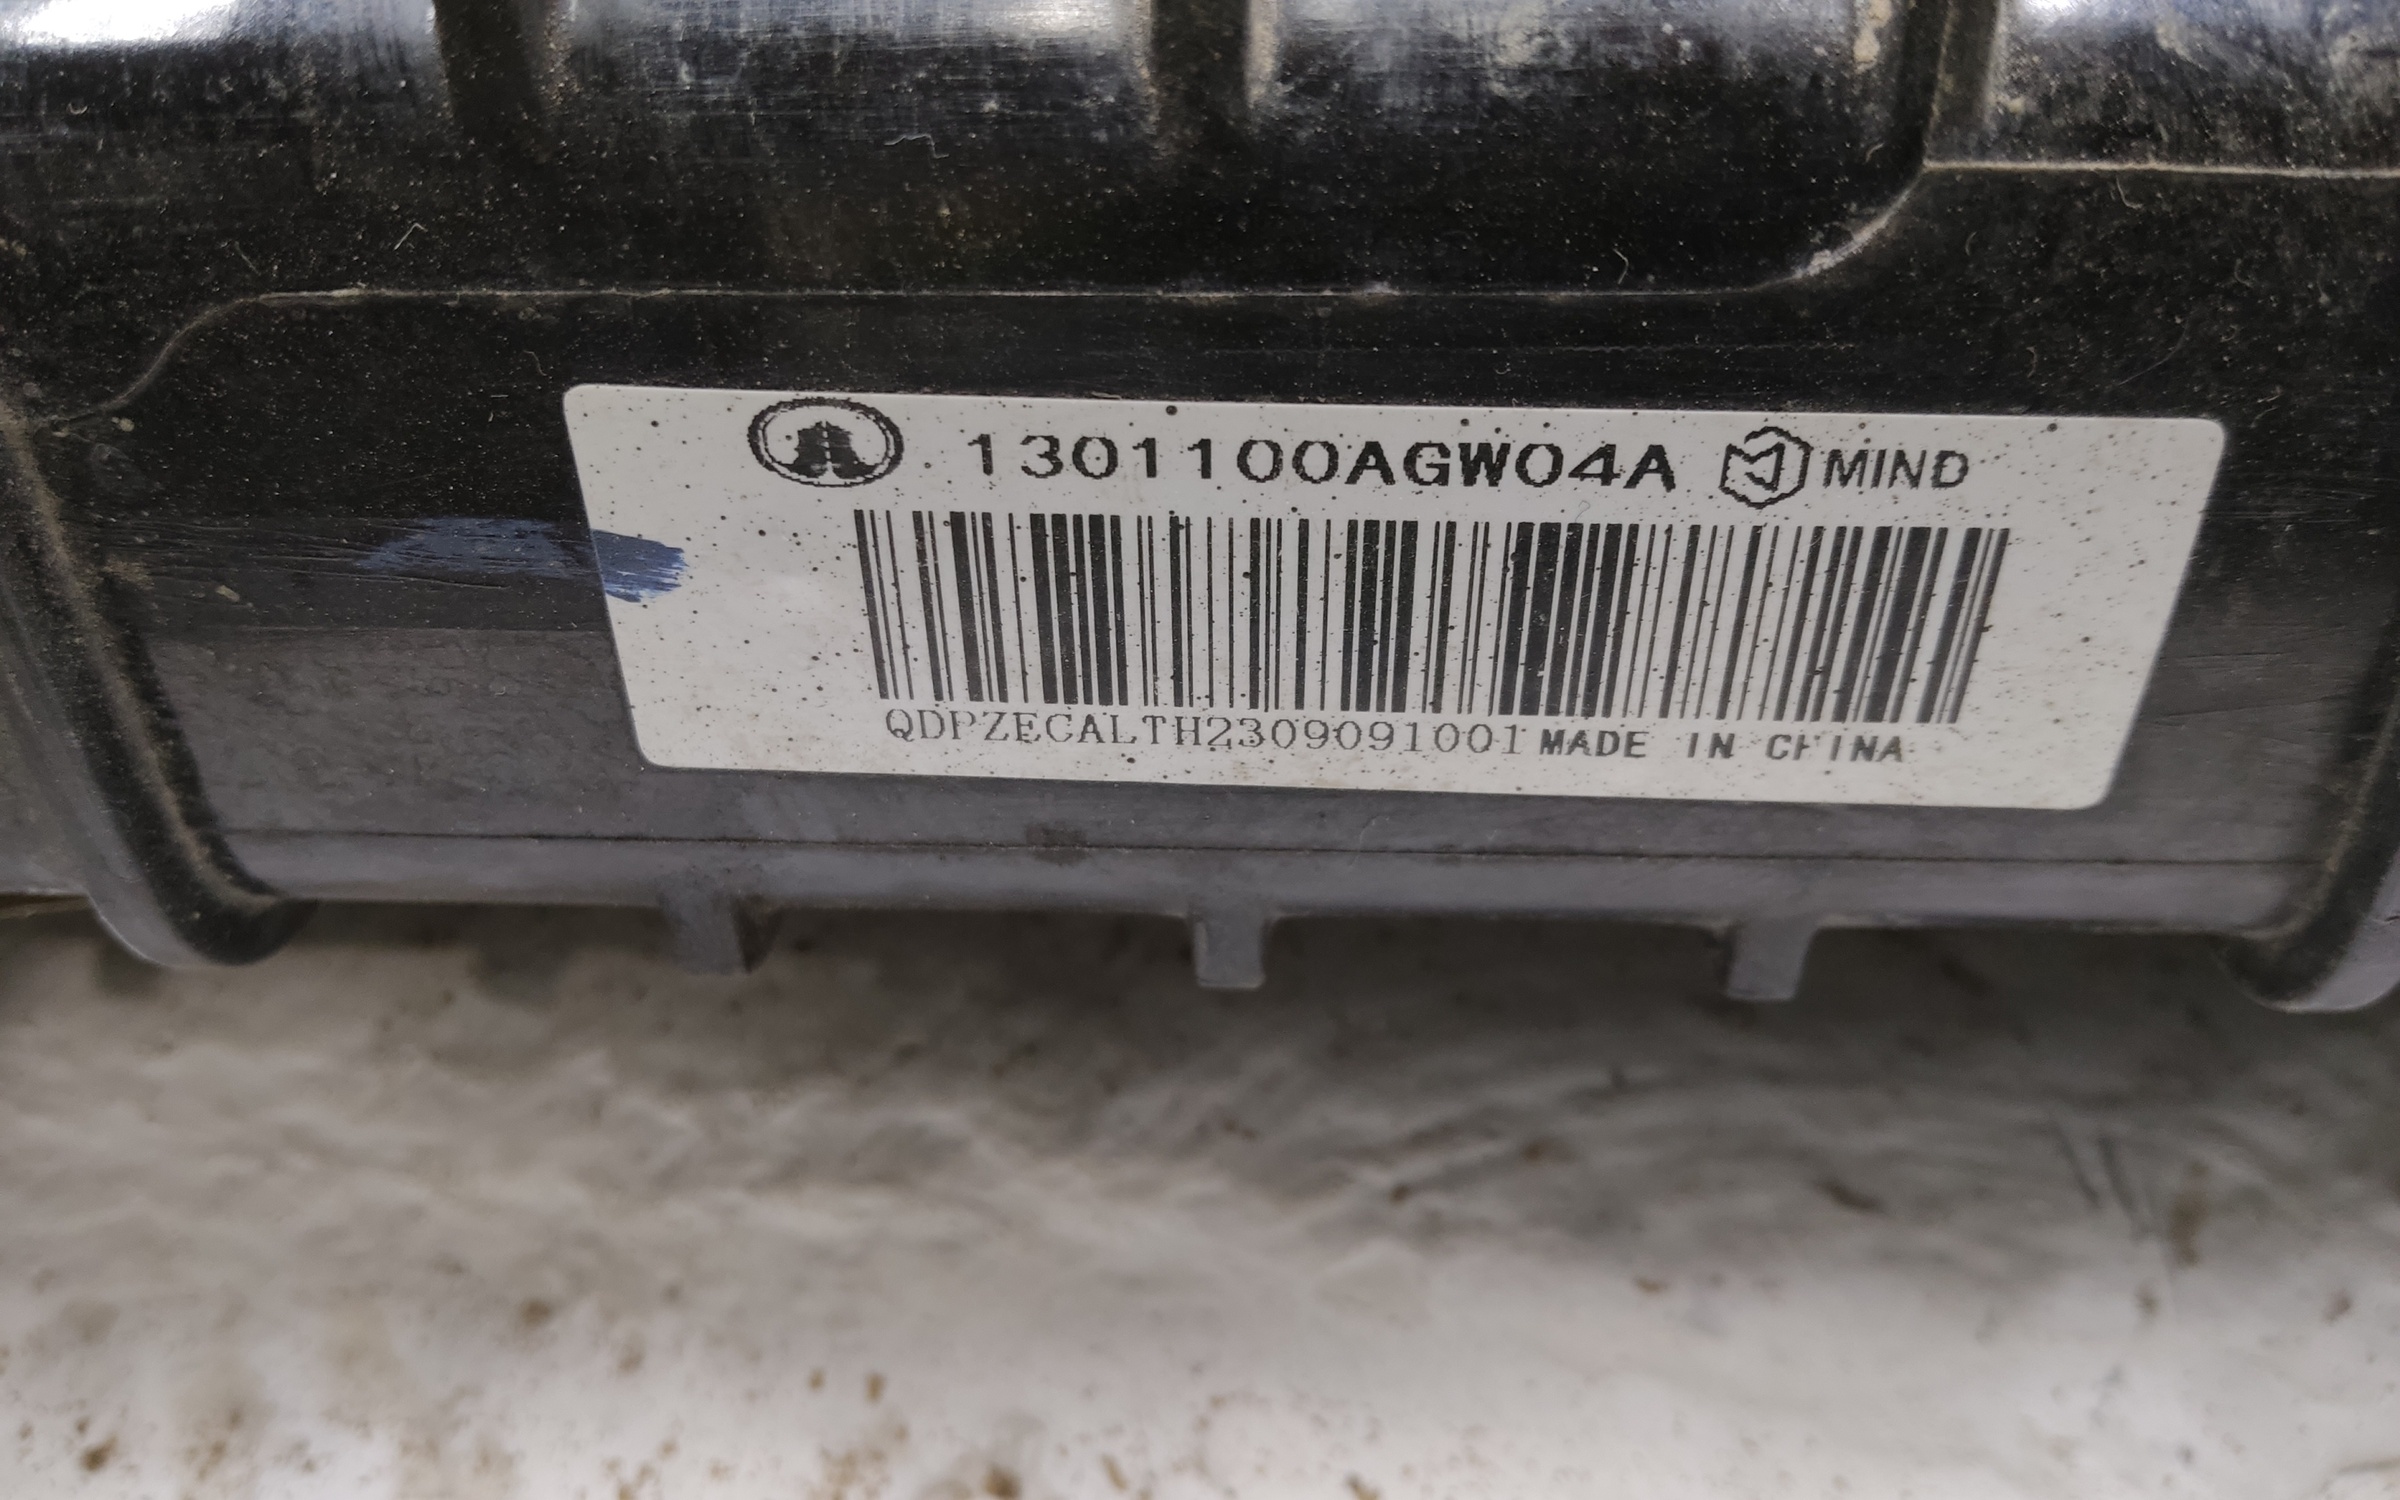 1301100AGW04A MIND
QDPZECALTH2309091001 MADE IN CHINA